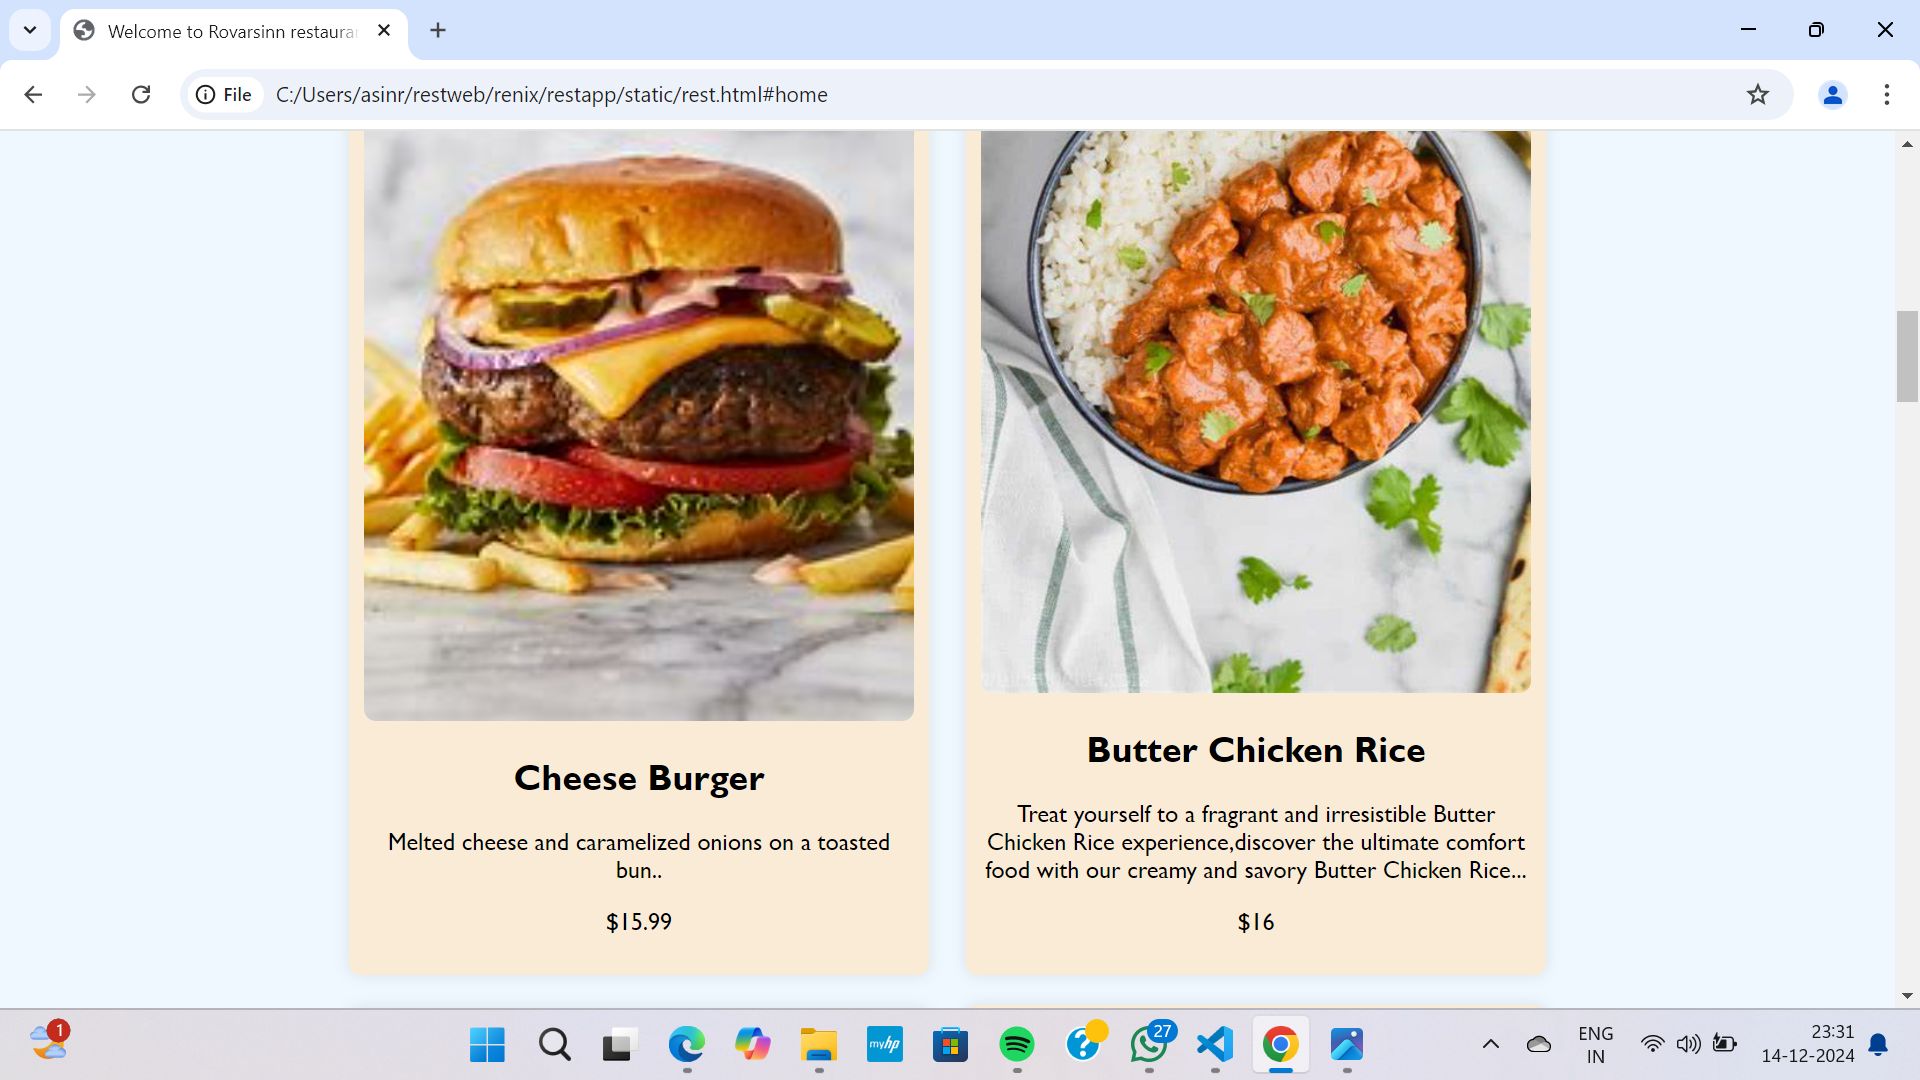 Welcome to Rovarsinn restaura
File
C:/Users/asinr/restweb/renix/restapp/static/rest.html#home
Cheese Burger
Melted cheese and caramelized onions on a toasted
bun..
$15.99
Butter Chicken Rice
Treat yourself to a fragrant and irresistible Butter
Chicken Rice experience,discover the ultimate comfort
food with our creamy and savory Butter Chicken Rice...
$16
1
myhp
?
27
ENG
IN
23:31
14-12-2024